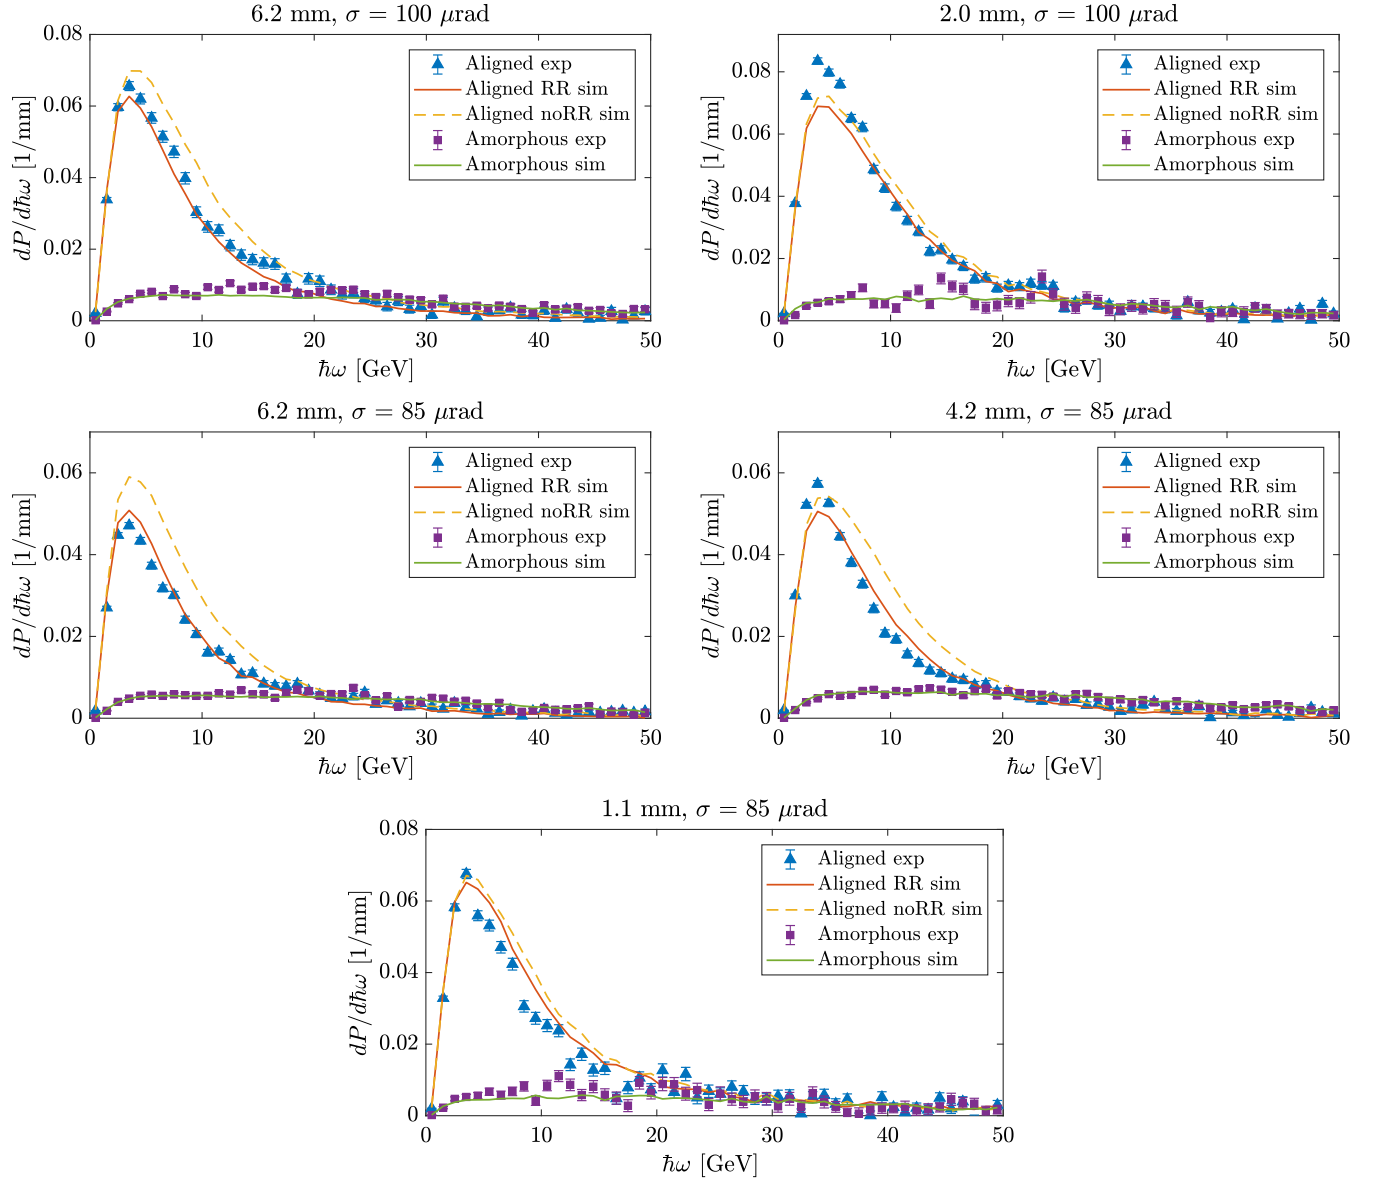 6.2 mm, σ = 100 μrad
0.08
0.06
0.04
0.02
0
dP/dħω [1/mm]
Aligned exp
Aligned RR sim
Aligned noRR sim
Amorphous exp
Amorphous sim
0 10 20 30 40 50
ħω [GeV]
2.0 mm, σ = 100 μrad
0.08
0.06
0.04
0.02
0
dP/dħω [1/mm]
Aligned exp
Aligned RR sim
Aligned noRR sim
Amorphous exp
Amorphous sim
0 10 20 30 40 50
ħω [GeV]
6.2 mm, σ = 85 μrad
0.06
0.04
0.02
0
dP/dħω [1/mm]
Aligned exp
Aligned RR sim
Aligned noRR sim
Amorphous exp
Amorphous sim
0 10 20 30 40 50
ħω [GeV]
4.2 mm, σ = 85 μrad
0.06
0.04
0.02
0
dP/dħω [1/mm]
Aligned exp
Aligned RR sim
Aligned noRR sim
Amorphous exp
Amorphous sim
0 10 20 30 40 50
ħω [GeV]
1.1 mm, σ = 85 μrad
0.08
0.06
0.04
0.02
0
dP/dħω [1/mm]
Aligned exp
Aligned RR sim
Aligned noRR sim
Amorphous exp
Amorphous sim
0 10 20 30 40 50
ħω [GeV]